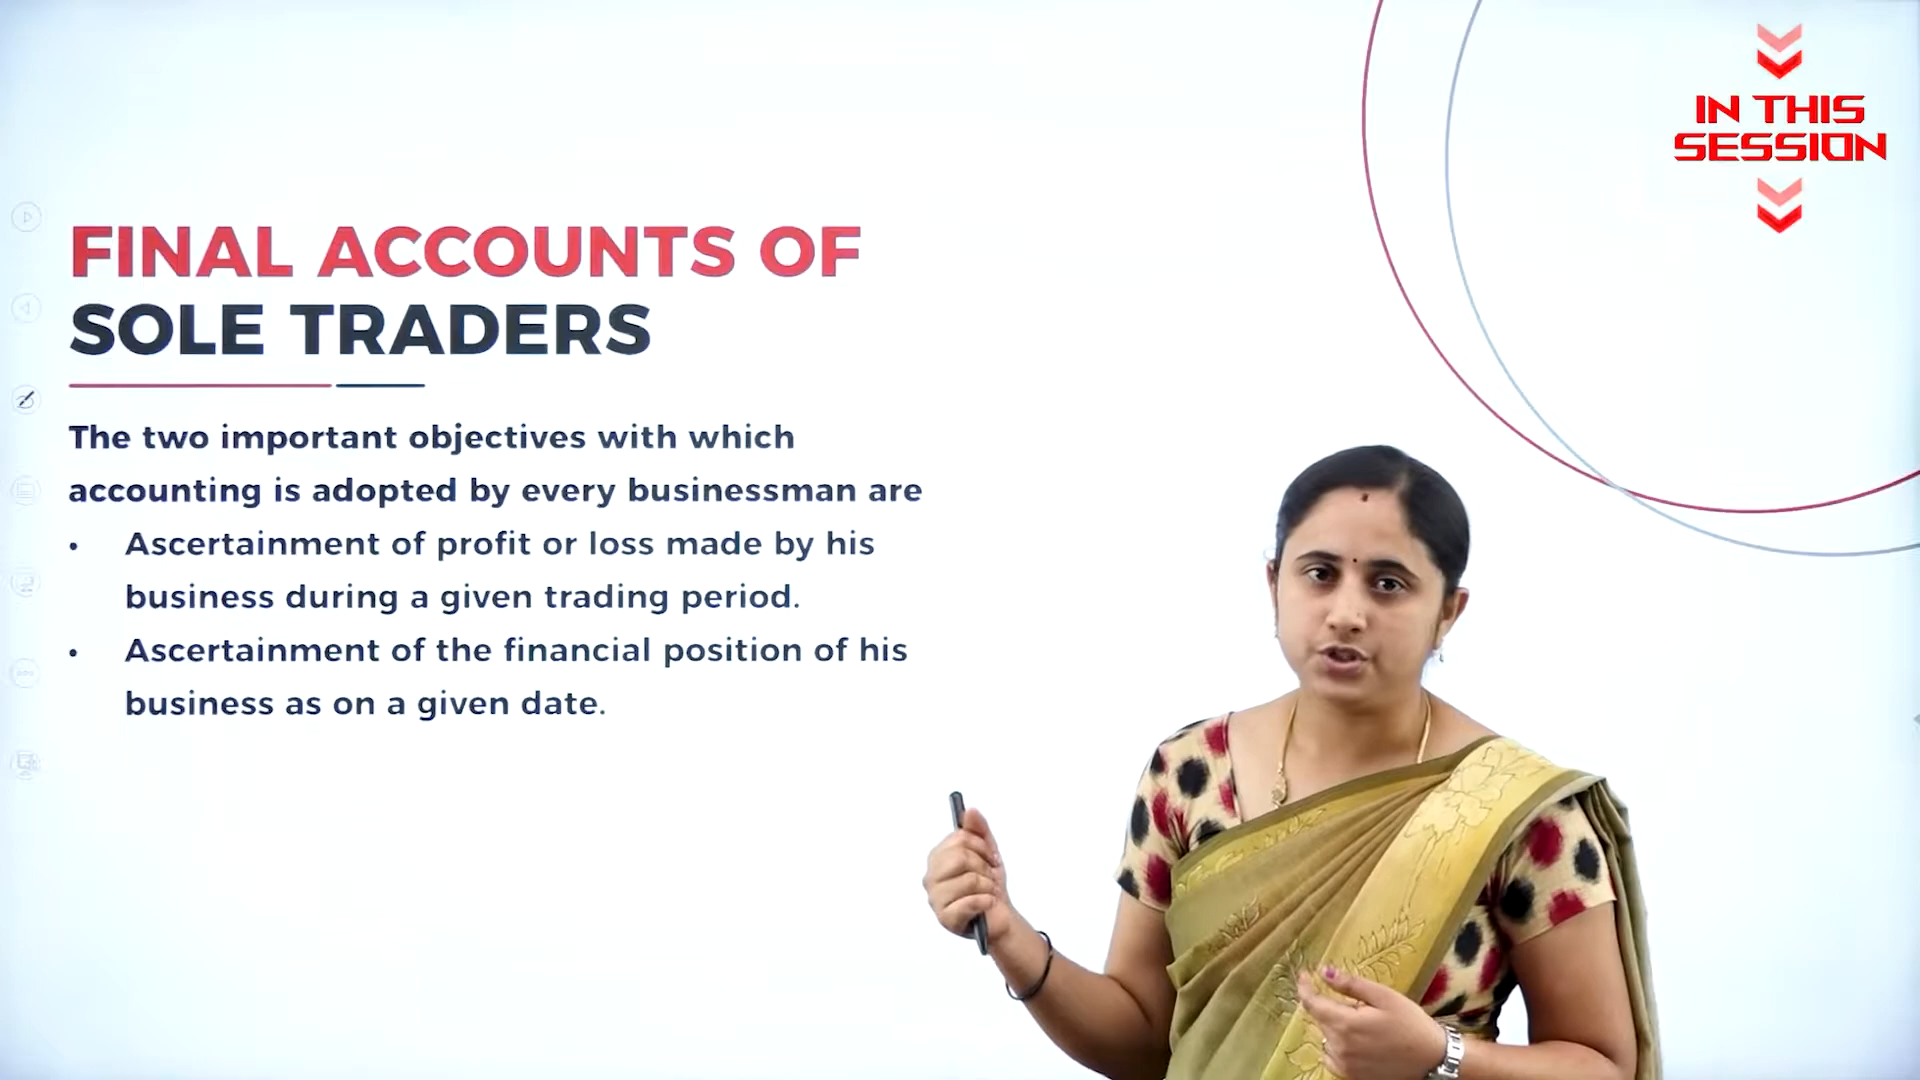 IN THIS
SESSION
FINAL ACCOUNTS OF
SOLE TRADERS
The two important objectives with which
accounting is adopted by every businessman are
• Ascertainment of profit or loss made by his
business during a given trading period.
• Ascertainment of the financial position of his
business as on a given date.